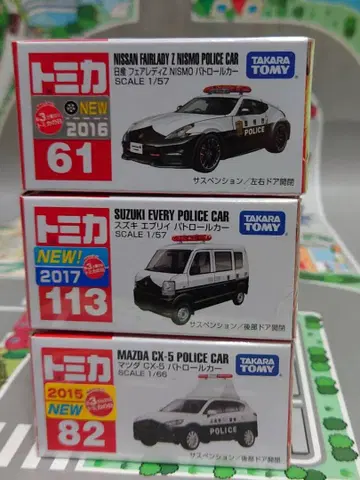 トミカ
NEW
2016
61
NISSAN FAIRLADY Z NISMO POLICE CAR
日産 フェアレディZ NISMO パトロールカー
SCALE 1/57
TAKARA
TOMY
POLICE
サスペンション/左右ドア開閉
トミカ
NEW!
2017
113
SUZUKI EVERY POLICE CAR
スズキ エブリイ パトロールカー
SCALE 1/57
TAKARA
TOMY
サスペンション/後部ドア開閉
トミカ
2015
NEW
82
MAZDA CX-5 POLICE CAR
マツダ CX-5 パトロールカー
SCALE 1/66
TAKARA
TOMY
POLICE
サスペンション/後部ドア開閉